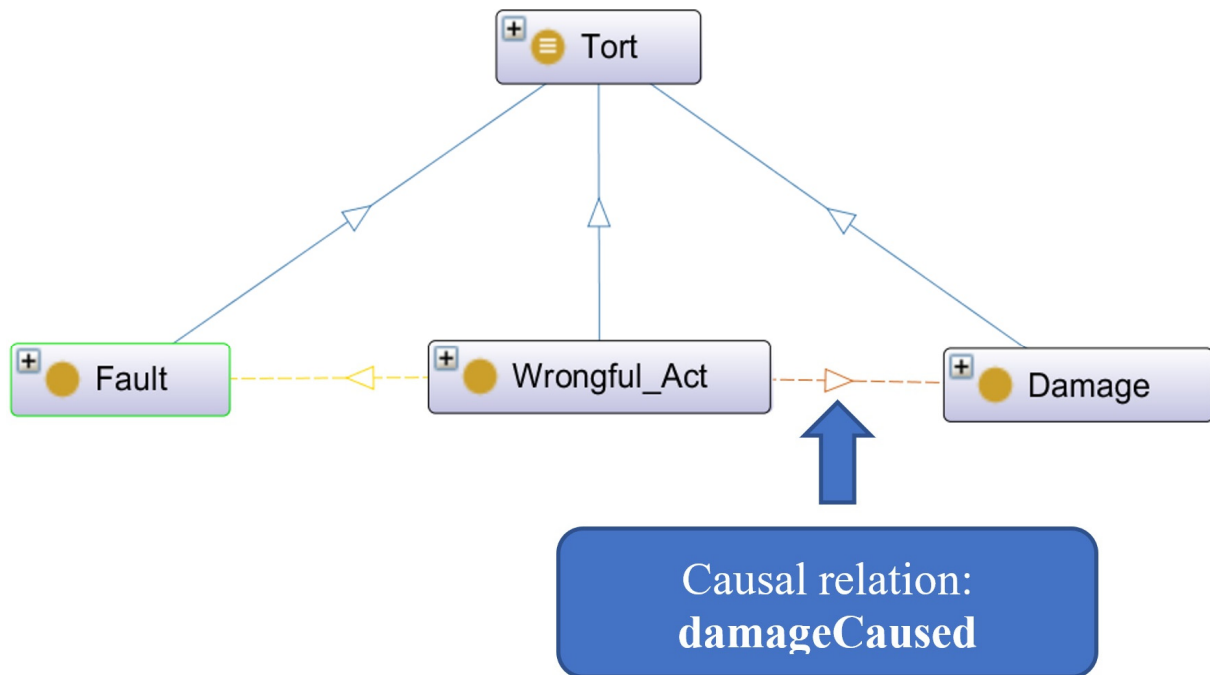 Tort
Fault
Wrongful_Act
Damage
Causal relation:
damageCaused